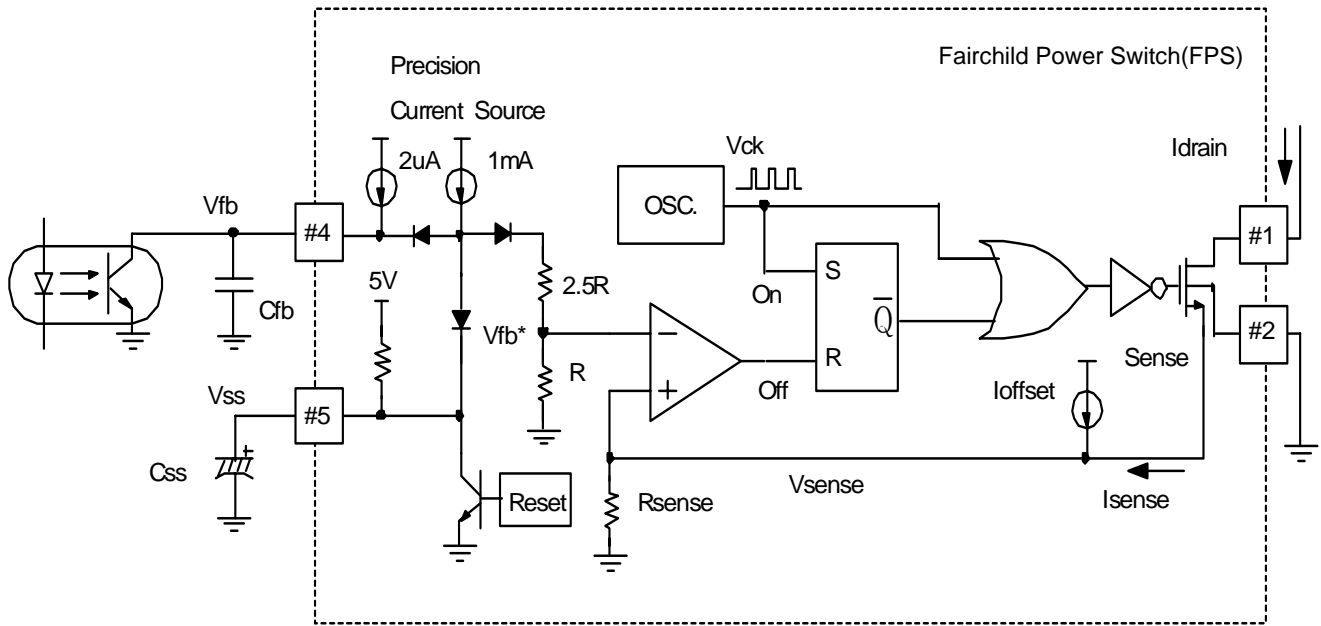 Fairchild Power Switch(FPS)
Precision
Current Source
2uA
1mA
Vck
Idrain
OSC.
Vfb
#4
#1
5V
2.5R
S
On
Cfb
Vfb*
Q
#2
R
R
Off
Sense
Ioffset
Vss
#5
Css
+
−
+
Vsense
Isense
Rsense
Reset